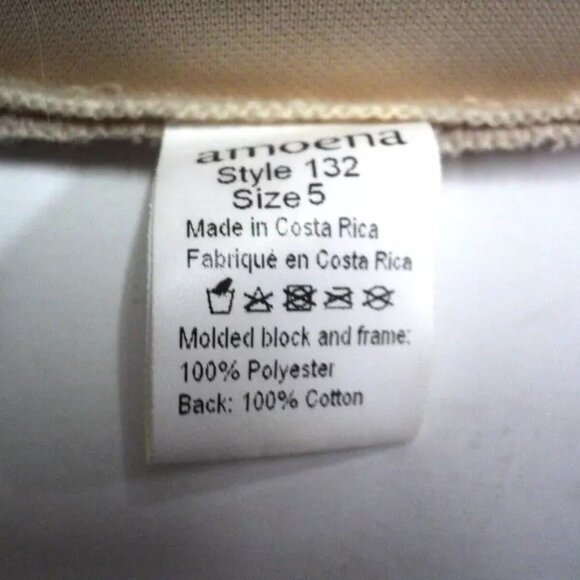 amoena
Style 132
Size 5
Made in Costa Rica
Fabriqué en Costa Rica
Molded block and frame:
100% Polyester
Back: 100% Cotton